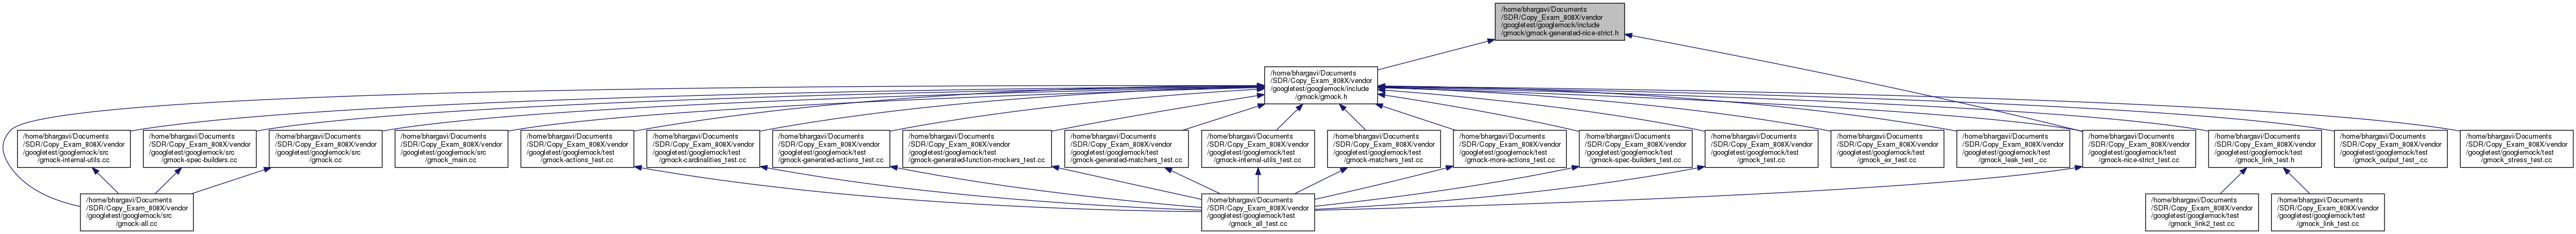 /home/bhargavi/Documents
/SDR/Copy_Exam_808X/vendor
/googletest/googlemock/include
/gmock/gmock-generated-nice-strict.h
/home/bhargavi/Documents
/SDR/Copy_Exam_808X/vendor
/googletest/googlemock/include
/gmock/gmock.h
/home/bhargavi/Documents
/SDR/Copy_Exam_808X/vendor
/googletest/googlemock/src
/gmock-internal-utils.cc
/home/bhargavi/Documents
/SDR/Copy_Exam_808X/vendor
/googletest/googlemock/src
/gmock-spec-builders.cc
/home/bhargavi/Documents
/SDR/Copy_Exam_808X/vendor
/googletest/googlemock/src
/gmock.cc
/home/bhargavi/Documents
/SDR/Copy_Exam_808X/vendor
/googletest/googlemock/src
/gmock_main.cc
/home/bhargavi/Documents
/SDR/Copy_Exam_808X/vendor
/googletest/googlemock/test
/gmock-actions_test.cc
/home/bhargavi/Documents
/SDR/Copy_Exam_808X/vendor
/googletest/googlemock/test
/gmock-cardinalities_test.cc
/home/bhargavi/Documents
/SDR/Copy_Exam_808X/vendor
/googletest/googlemock/test
/gmock-generated-actions_test.cc
/home/bhargavi/Documents
/SDR/Copy_Exam_808X/vendor
/googletest/googlemock/test
/gmock-generated-function-mockers_test.cc
/home/bhargavi/Documents
/SDR/Copy_Exam_808X/vendor
/googletest/googlemock/test
/gmock-generated-matchers_test.cc
/home/bhargavi/Documents
/SDR/Copy_Exam_808X/vendor
/googletest/googlemock/test
/gmock-internal-utils_test.cc
/home/bhargavi/Documents
/SDR/Copy_Exam_808X/vendor
/googletest/googlemock/test
/gmock-matchers_test.cc
/home/bhargavi/Documents
/SDR/Copy_Exam_808X/vendor
/googletest/googlemock/test
/gmock-more-actions_test.cc
/home/bhargavi/Documents
/SDR/Copy_Exam_808X/vendor
/googletest/googlemock/test
/gmock-spec-builders_test.cc
/home/bhargavi/Documents
/SDR/Copy_Exam_808X/vendor
/googletest/googlemock/test
/gmock_test.cc
/home/bhargavi/Documents
/SDR/Copy_Exam_808X/vendor
/googletest/googlemock/test
/gmock_ex_test.cc
/home/bhargavi/Documents
/SDR/Copy_Exam_808X/vendor
/googletest/googlemock/test
/gmock_leak_test_.cc
/home/bhargavi/Documents
/SDR/Copy_Exam_808X/vendor
/googletest/googlemock/test
/gmock-nice-strict_test.cc
/home/bhargavi/Documents
/SDR/Copy_Exam_808X/vendor
/googletest/googlemock/test
/gmock_link_test.h
/home/bhargavi/Documents
/SDR/Copy_Exam_808X/vendor
/googletest/googlemock/test
/gmock_output_test_.cc
/home/bhargavi/Documents
/SDR/Copy_Exam_808X/vendor
/googletest/googlemock/test
/gmock_stress_test.cc
/home/bhargavi/Documents
/SDR/Copy_Exam_808X/vendor
/googletest/googlemock/src
/gmock-all.cc
/home/bhargavi/Documents
/SDR/Copy_Exam_808X/vendor
/googletest/googlemock/test
/gmock_all_test.cc
/home/bhargavi/Documents
/SDR/Copy_Exam_808X/vendor
/googletest/googlemock/test
/gmock_link2_test.cc
/home/bhargavi/Documents
/SDR/Copy_Exam_808X/vendor
/googletest/googlemock/test
/gmock_link_test.cc